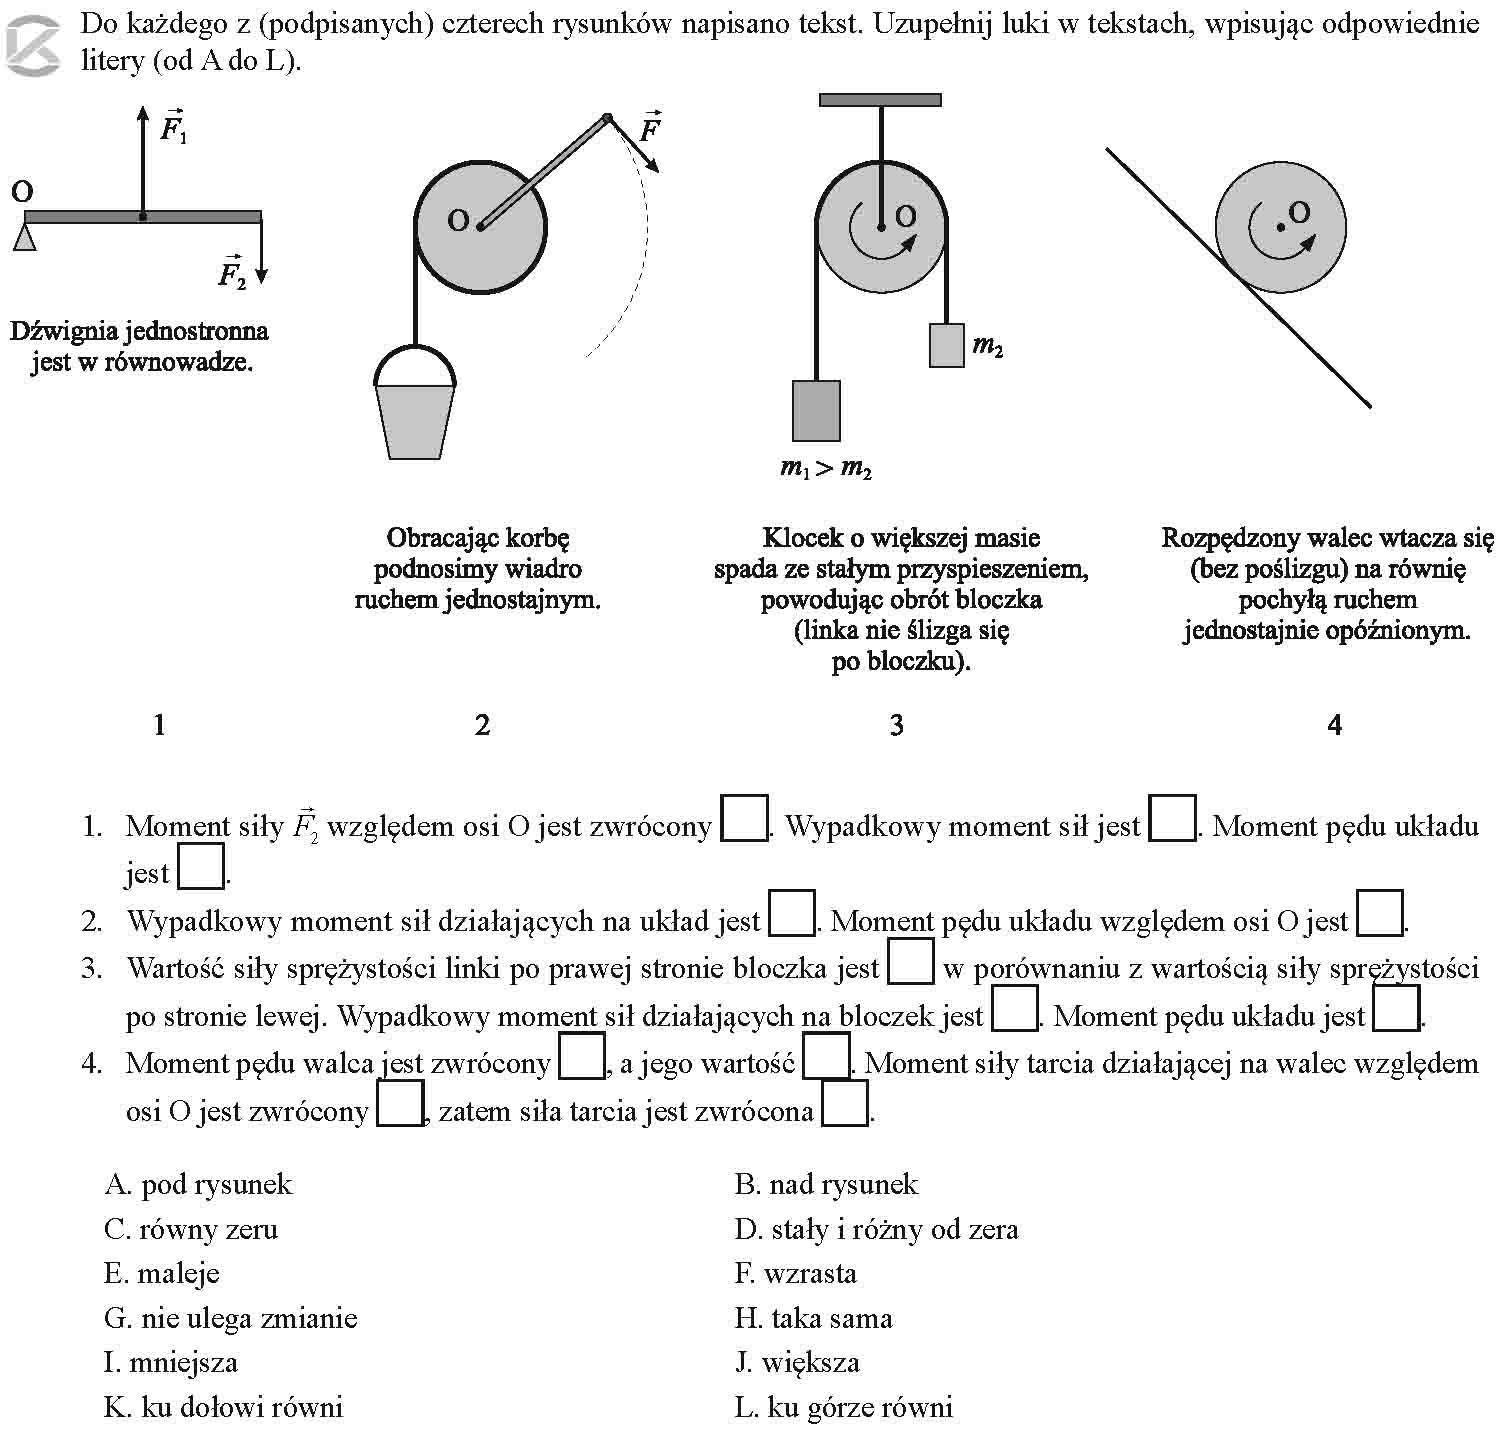 Do każdego z (podpisanych) czterech rysunków napisano tekst. Uzupełnij luki w tekstach, wpisując odpowiednie
litery (od A do L).
F₁
O
F₂
Dźwignia jednostronna
jest w równowadze.
1
F
O
Obracając korbę
podnosimy wiadro
ruchem jednostajnym.
2
O
m₂
m₁ > m₂
Klocek o większej masie
spada ze stałym przyspieszeniem,
powodując obrót bloczka
(linka nie ślizga się
po bloczku).
3
O
Rozpędzony walec wtacza się
(bez poślizgu) na równię
pochyłą ruchem
jednostajnie opóźnionym.
4
1. Moment siły F₂ względem osi O jest zwrócony . Wypadkowy moment sił jest . Moment pędu układu
jest .
2. Wypadkowy moment sił działających na układ jest . Moment pędu układu względem osi O jest .
3. Wartość siły sprężystości linki po prawej stronie bloczka jest w porównaniu z wartością siły sprężystości
po stronie lewej. Wypadkowy moment sił działających na bloczek jest . Moment pędu układu jest .
4. Moment pędu walca jest zwrócony , a jego wartość . Moment siły tarcia działającej na walec względem
osi O jest zwrócony , zatem siła tarcia jest zwrócona .
A. pod rysunek
B. nad rysunek
C. równy zeru
D. stały i różny od zera
E. maleje
F. wzrasta
G. nie ulega zmianie
H. taka sama
I. mniejsza
J. większa
K. ku dołowi równi
L. ku górze równi